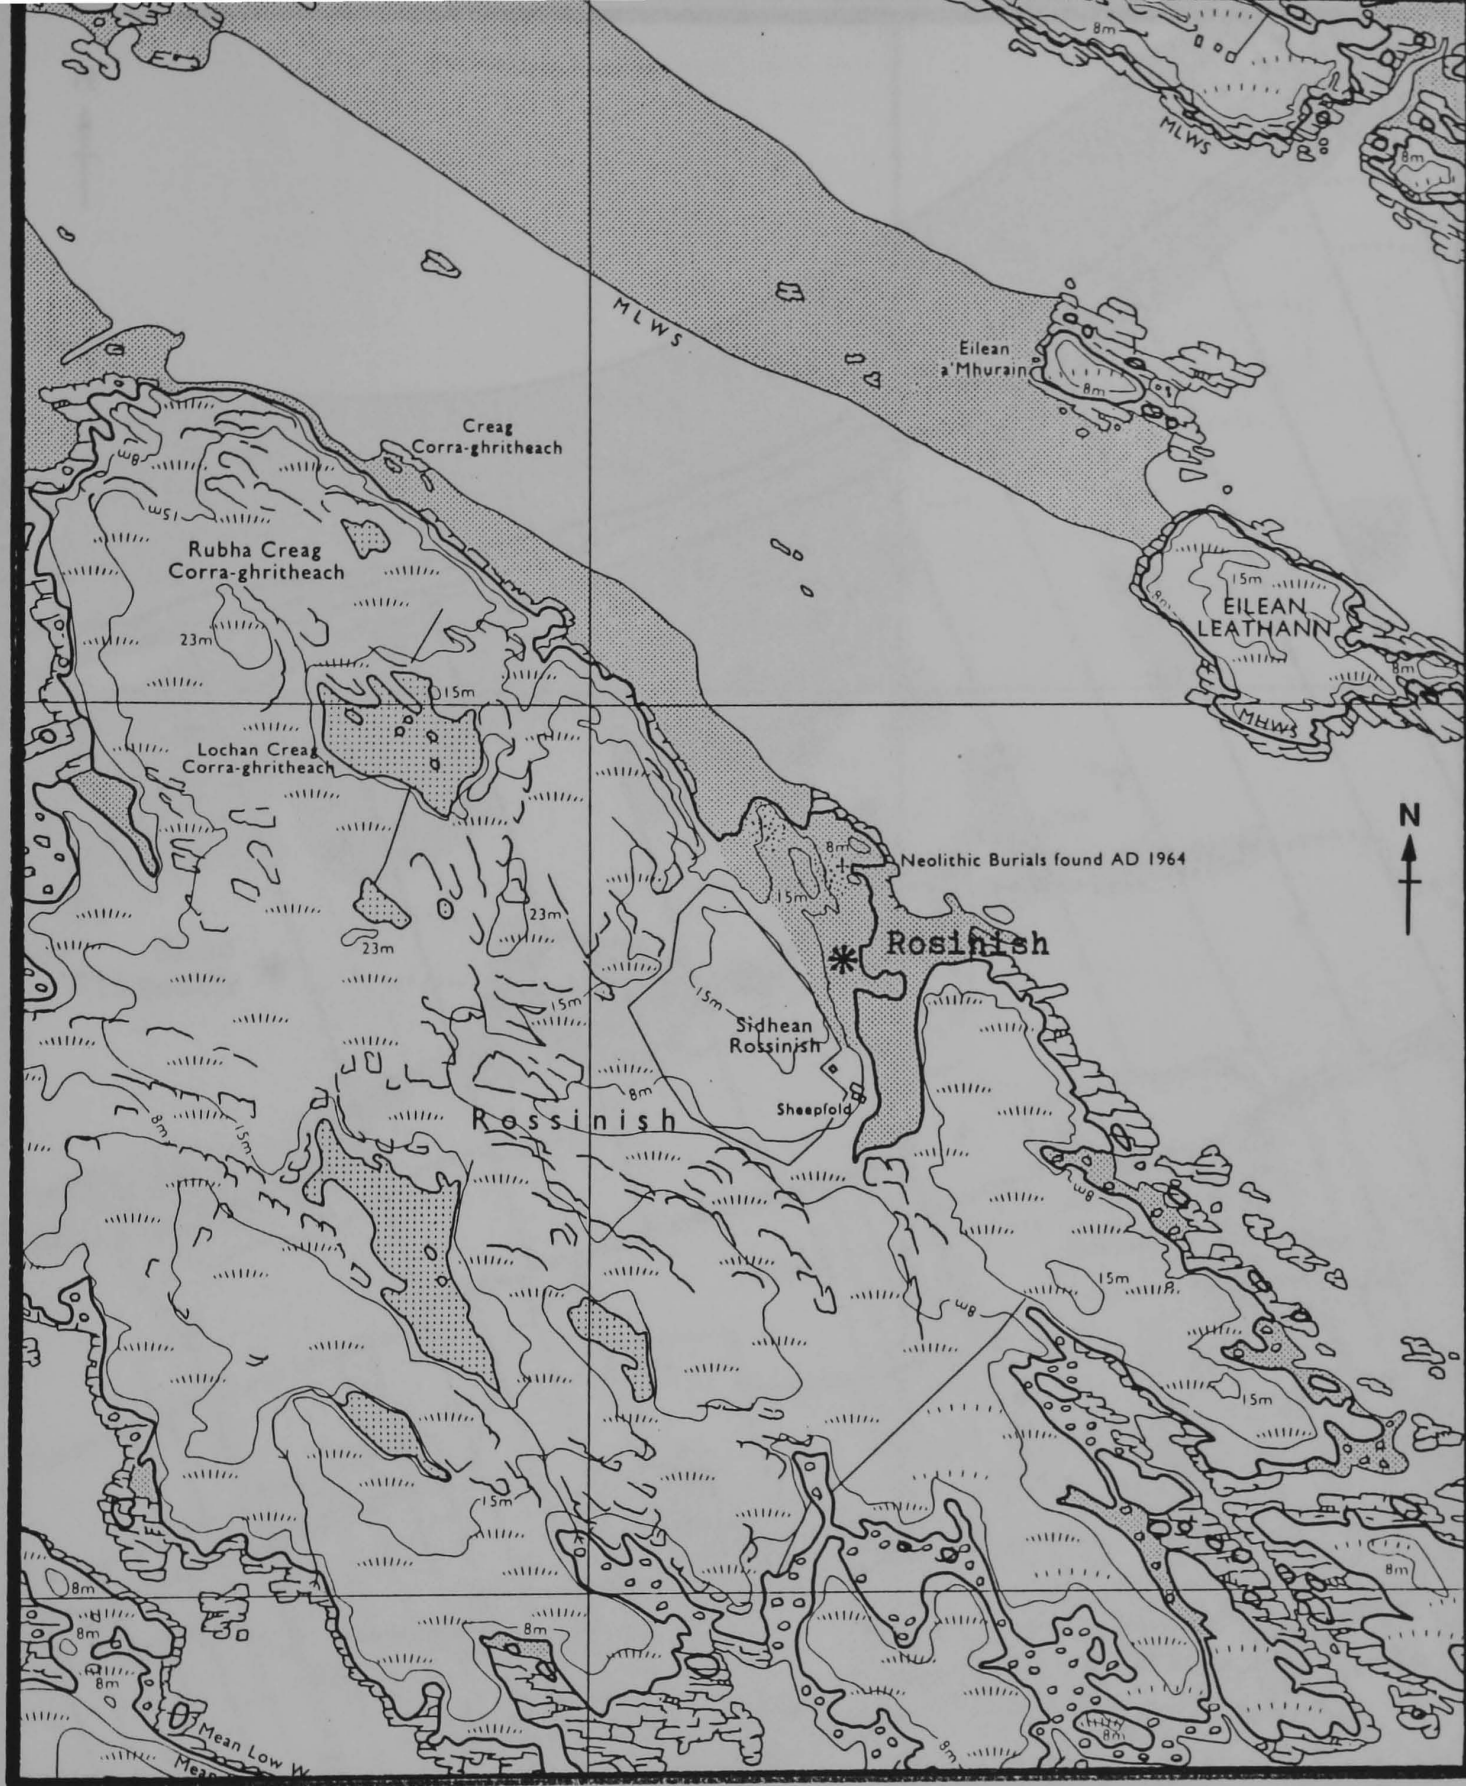 8m
MLWS
8m
MLWS
Eilean
a'Mhurain
8m
Creag
Corra-ghritheach
8m
15m
Rubha Creag
Corra-ghritheach
15m
8m
EILEAN
LEATHANN
23m
8m
15m
MHWS
Lochan Creag
Corra-ghritheach
N
8m
Neolithic Burials found AD 1964
15m
23m
23m
Rosinish
15m
15m
Sidhean
Rossinish
8m
Sheepfold
Rossinish
8m
15m
8m
15m
8m
15m
15m
8m
8m
8m
8m
8m
8m
8m
Mean Low W
Mean